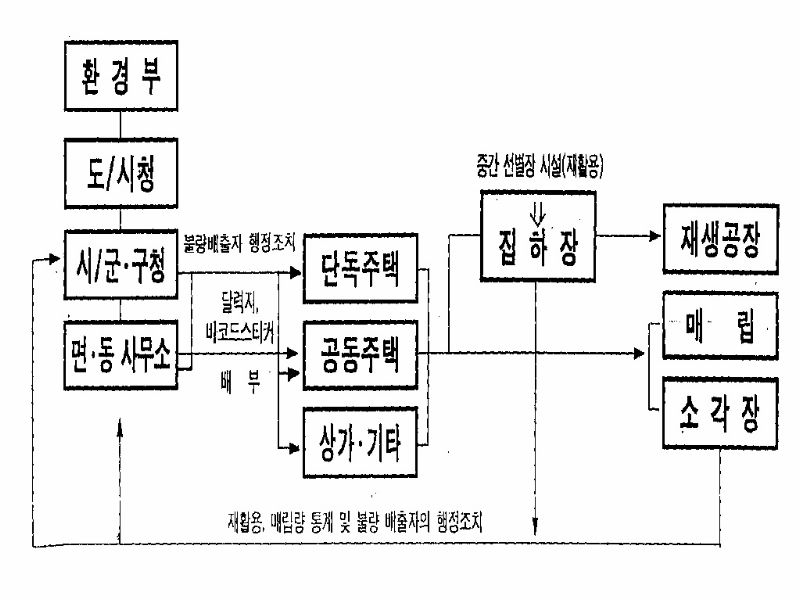 환 경 부
도/시청
시/군·구청
면·동 사무소
불량배출자 행정조치
달력지,
바코드스티커
배 부
단독주택
공동주택
상가·기타
중간 선별장 시설(재활용)
집 하 장
재생공장
매 립
소 각 장
재활용, 매립량 통계 및 불량 배출자의 행정조치